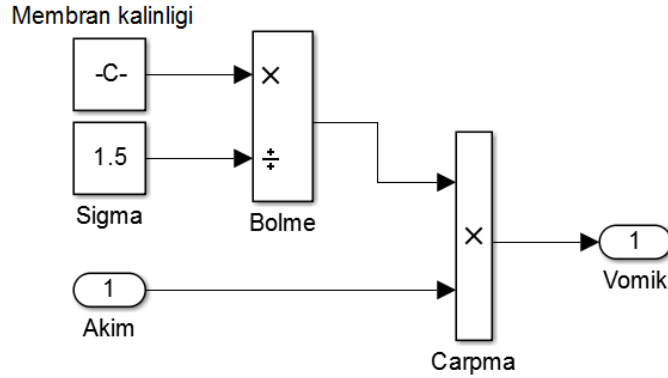 Membran kalinligi
-C-
×
1.5
÷
Sigma
Bolme
1
Akim
×
Carpma
1
Vomik